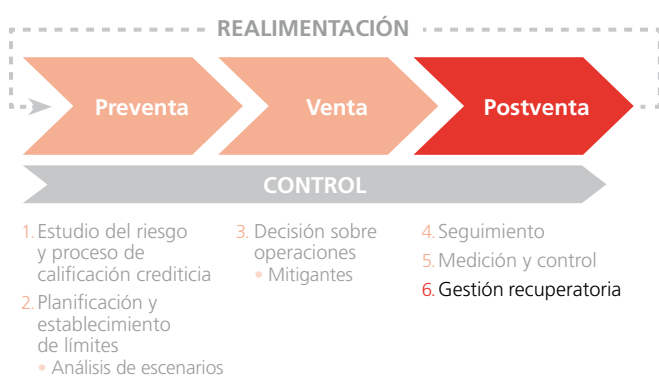 REALIMENTACIÓN
Preventa
Venta
Postventa
CONTROL
1. Estudio del riesgo
y proceso de
calificación crediticia
2. Planificación y
establecimiento
de límites
• Análisis de escenarios
3. Decisión sobre
operaciones
• Mitigantes
4. Seguimiento
5. Medición y control
6. Gestión recuperatoria